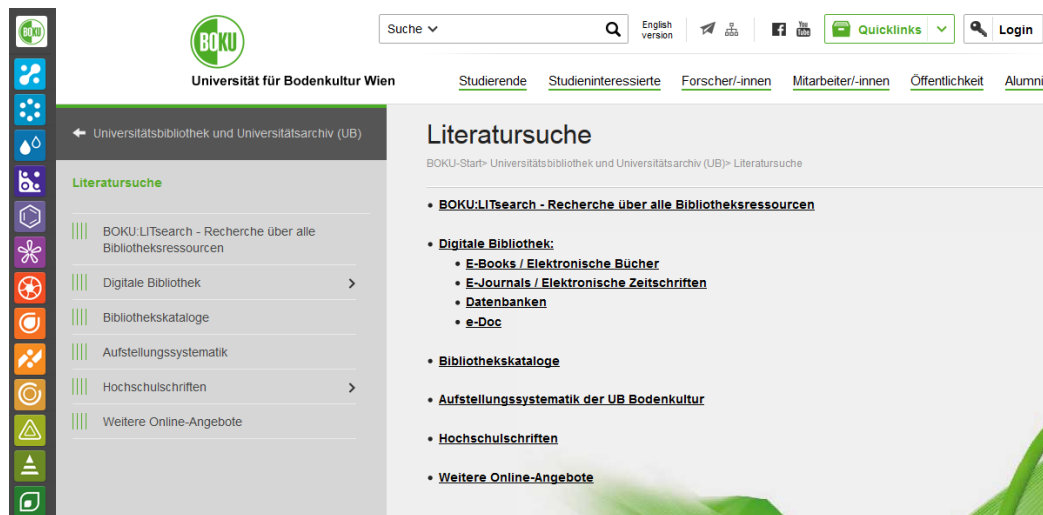 BOKU
BOKU
Universität für Bodenkultur Wien
Suche
English
version
You
Tube
Quicklinks
Login
Studierende
Studieninteressierte
Forscher/-innen
Mitarbeiter/-innen
Öffentlichkeit
Alumni
Universitätsbibliothek und Universitätsarchiv (UB)
Literatursuche
BOKU:LITsearch - Recherche über alle
Bibliotheksressourcen
Digitale Bibliothek
Bibliothekskataloge
Aufstellungssystematik
Hochschulschriften
Weitere Online-Angebote
Literatursuche
BOKU-Start> Universitätsbibliothek und Universitätsarchiv (UB)> Literatursuche
BOKU:LITsearch - Recherche über alle Bibliotheksressourcen
Digitale Bibliothek:
E-Books / Elektronische Bücher
E-Journals / Elektronische Zeitschriften
Datenbanken
e-Doc
Bibliothekskataloge
Aufstellungssystematik der UB Bodenkultur
Hochschulschriften
Weitere Online-Angebote